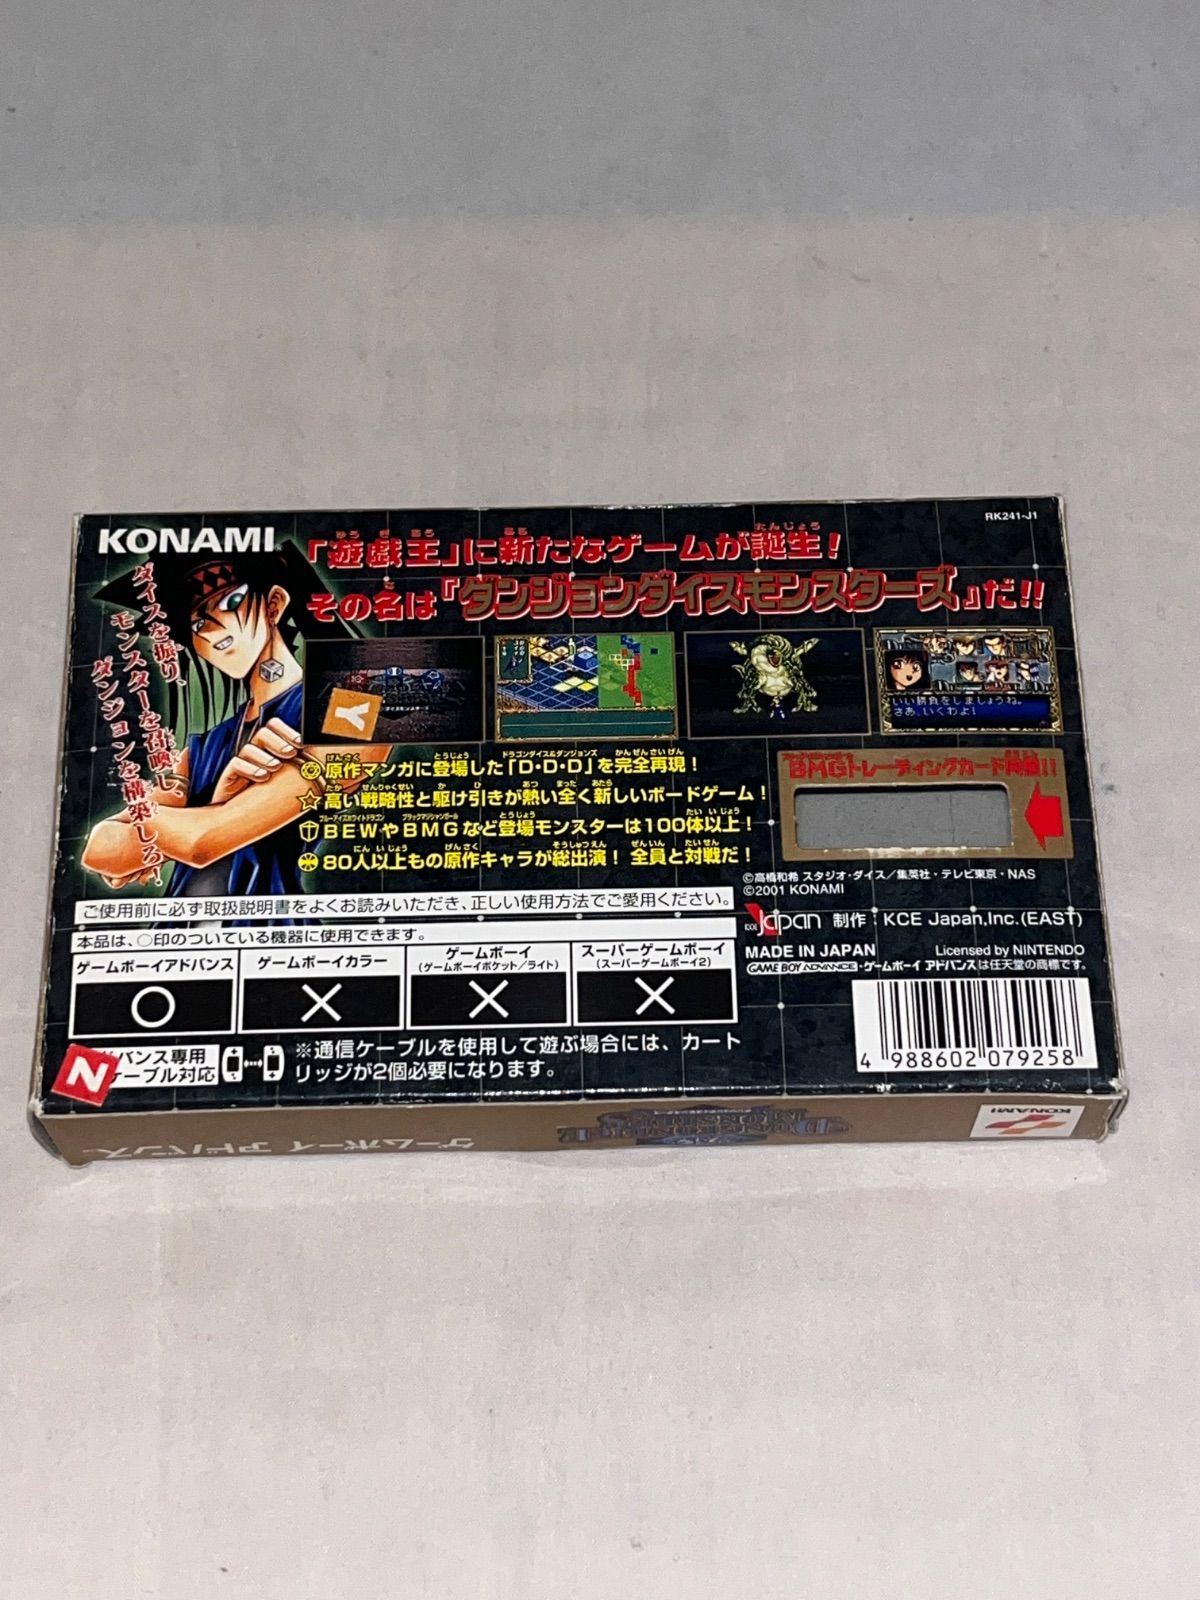 RK241-J1
KONAMI
「遊戯王」に新たなゲームが誕生!
その名は『ダンジョンダイスモンスターズ』だ!!
ダイスを振り、
モンスターを召喚し、
ダンジョンを構築しろ!
いい勝負をしましょうね。
さあ、いくわよ!
原作マンガに登場した「D・D・D」を完全再現!
高い戦略性と駆け引きが熱い全く新しいボードゲーム!
BEWやBMGなど登場モンスターは100体以上!
80人以上もの原作キャラが総出演! 全員と対戦だ!
BMGトレーディングカード同梱!!
©高橋和希 スタジオ・ダイス/集英社・テレビ東京・NAS
©2001 KONAMI
ご使用前に必ず取扱説明書をよくお読みいただき、正しい使用方法でご愛用ください。
Japan 制作:KCE Japan,Inc.(EAST)
本品は、○印のついている機器に使用できます。
MADE IN JAPAN Licensed by NINTENDO
GAME BOY ADVANCE・ゲームボーイ アドバンスは任天堂の商標です。
ゲームボーイアドバンス ゲームボーイカラー ゲームボーイ スーパーゲームボーイ
(ゲームボーイポケット/ライト) (スーパーゲームボーイ2)
○ × × ×
4 988602 079258
N
バンス専用
ケーブル対応
※通信ケーブルを使用して遊ぶ場合には、カート
リッジが2個必要になります。
ゲームボーイ アドバンス
KONAMI